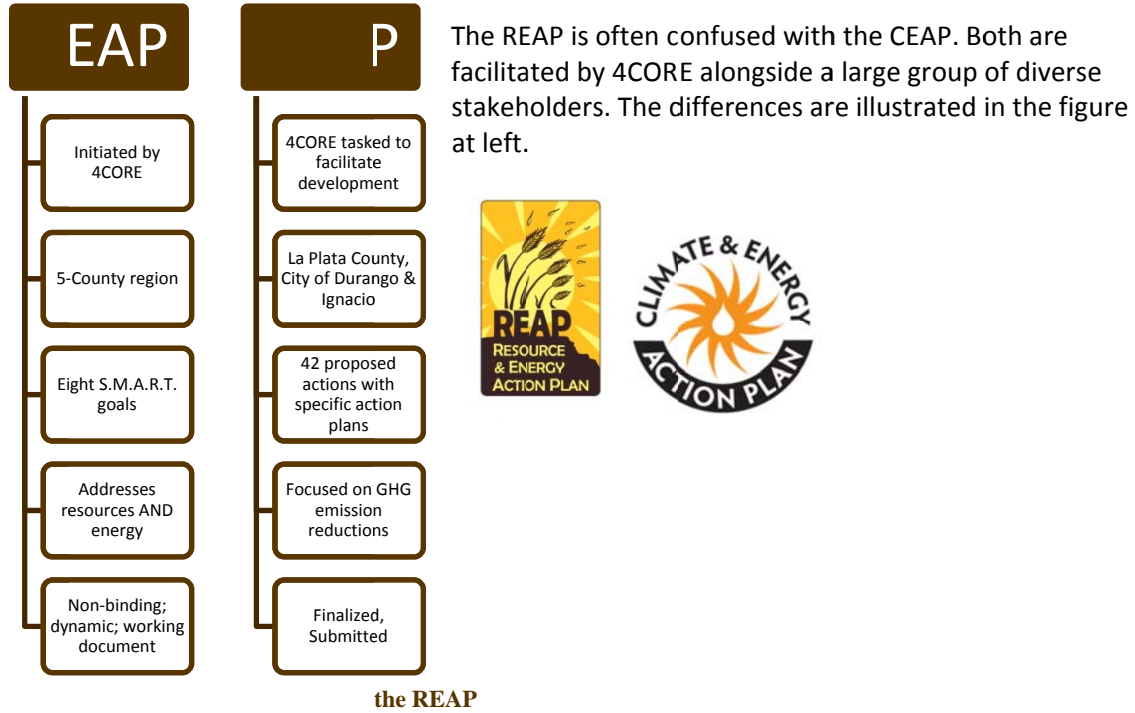 EAP
Initiated by
4CORE
5-County region
Eight S.M.A.R.T.
goals
Addresses
resources AND
energy
Non-binding;
dynamic; working
document
P
4CORE tasked to
facilitate
development
La Plata County,
City of Durango &
Ignacio
42 proposed
actions with
specific action
plans
Focused on GHG
emission
reductions
Finalized,
Submitted
The REAP is often confused with the CEAP. Both are
facilitated by 4CORE alongside a large group of diverse
stakeholders. The differences are illustrated in the figure
at left.
REAP
RESOURCE
& ENERGY
ACTION PLAN
CLIMATE & ENERGY
ACTION PLAN
the REAP